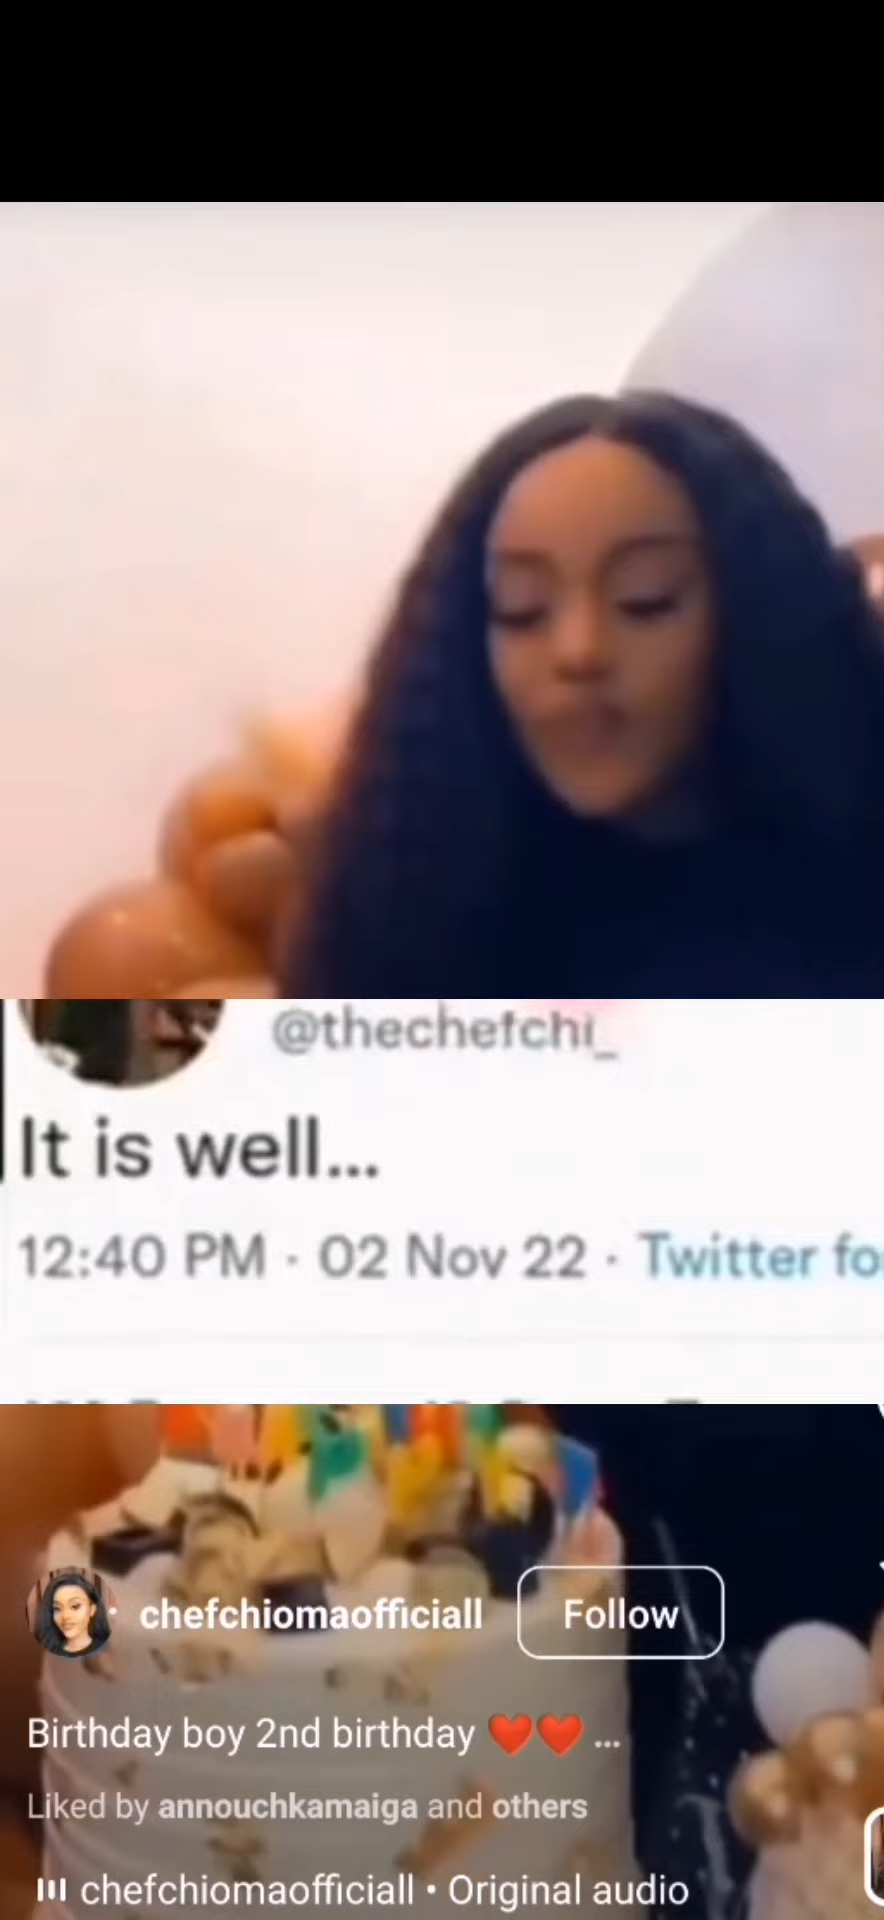 @thechefchi_
It is well...
12:40 PM · 02 Nov 22 · Twitter fo
chefchiomaofficiall Follow
Birthday boy 2nd birthday ❤️❤️ ...
Liked by annouchkamaiga and others
chefchiomaofficiall • Original audio